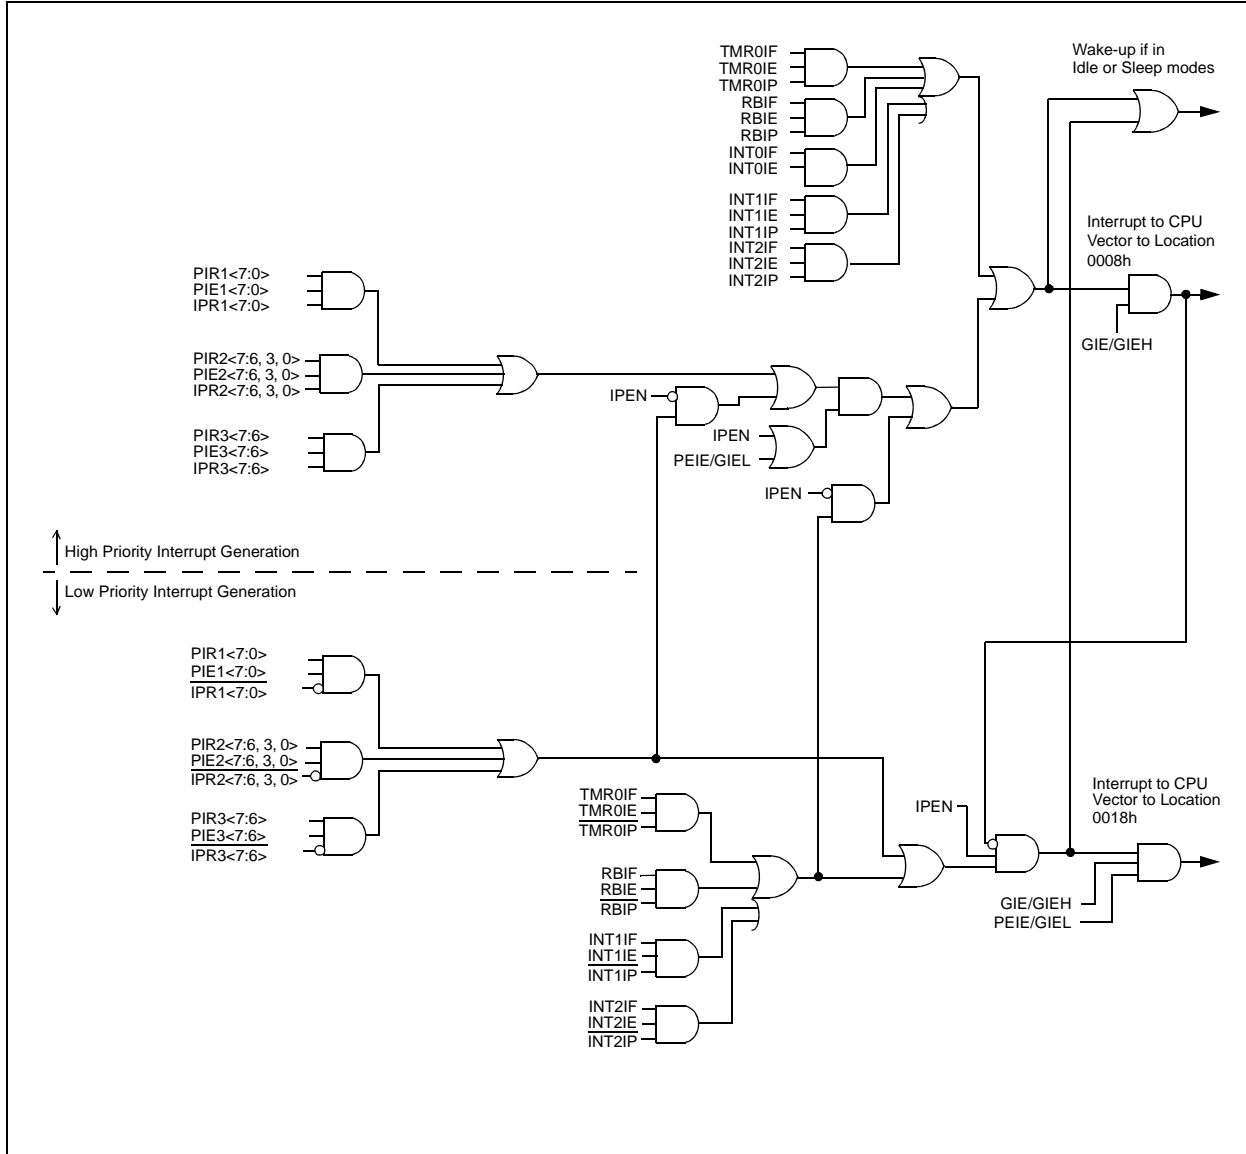 TMR0IF
TMR0IE
TMR0IP
RBIF
RBIE
RBIP
INT0IF
INT0IE
INT1IF
INT1IE
INT1IP
INT2IF
INT2IE
INT2IP
Wake-up if in
Idle or Sleep modes
Interrupt to CPU
Vector to Location
0008h
GIE/GIEH
PIR1<7:0>
PIE1<7:0>
IPR1<7:0>
PIR2<7:6, 3, 0>
PIE2<7:6, 3, 0>
IPR2<7:6, 3, 0>
PIR3<7:6>
PIE3<7:6>
IPR3<7:6>
IPEN
IPEN
PEIE/GIEL
IPEN
High Priority Interrupt Generation
Low Priority Interrupt Generation
PIR1<7:0>
PIE1<7:0>
IPR1<7:0>
PIR2<7:6, 3, 0>
PIE2<7:6, 3, 0>
IPR2<7:6, 3, 0>
PIR3<7:6>
PIE3<7:6>
IPR3<7:6>
TMR0IF
TMR0IE
TMR0IP
RBIF
RBIE
RBIP
INT1IF
INT1IE
INT1IP
INT2IF
INT2IE
INT2IP
IPEN
Interrupt to CPU
Vector to Location
0018h
GIE/GIEH
PEIE/GIEL